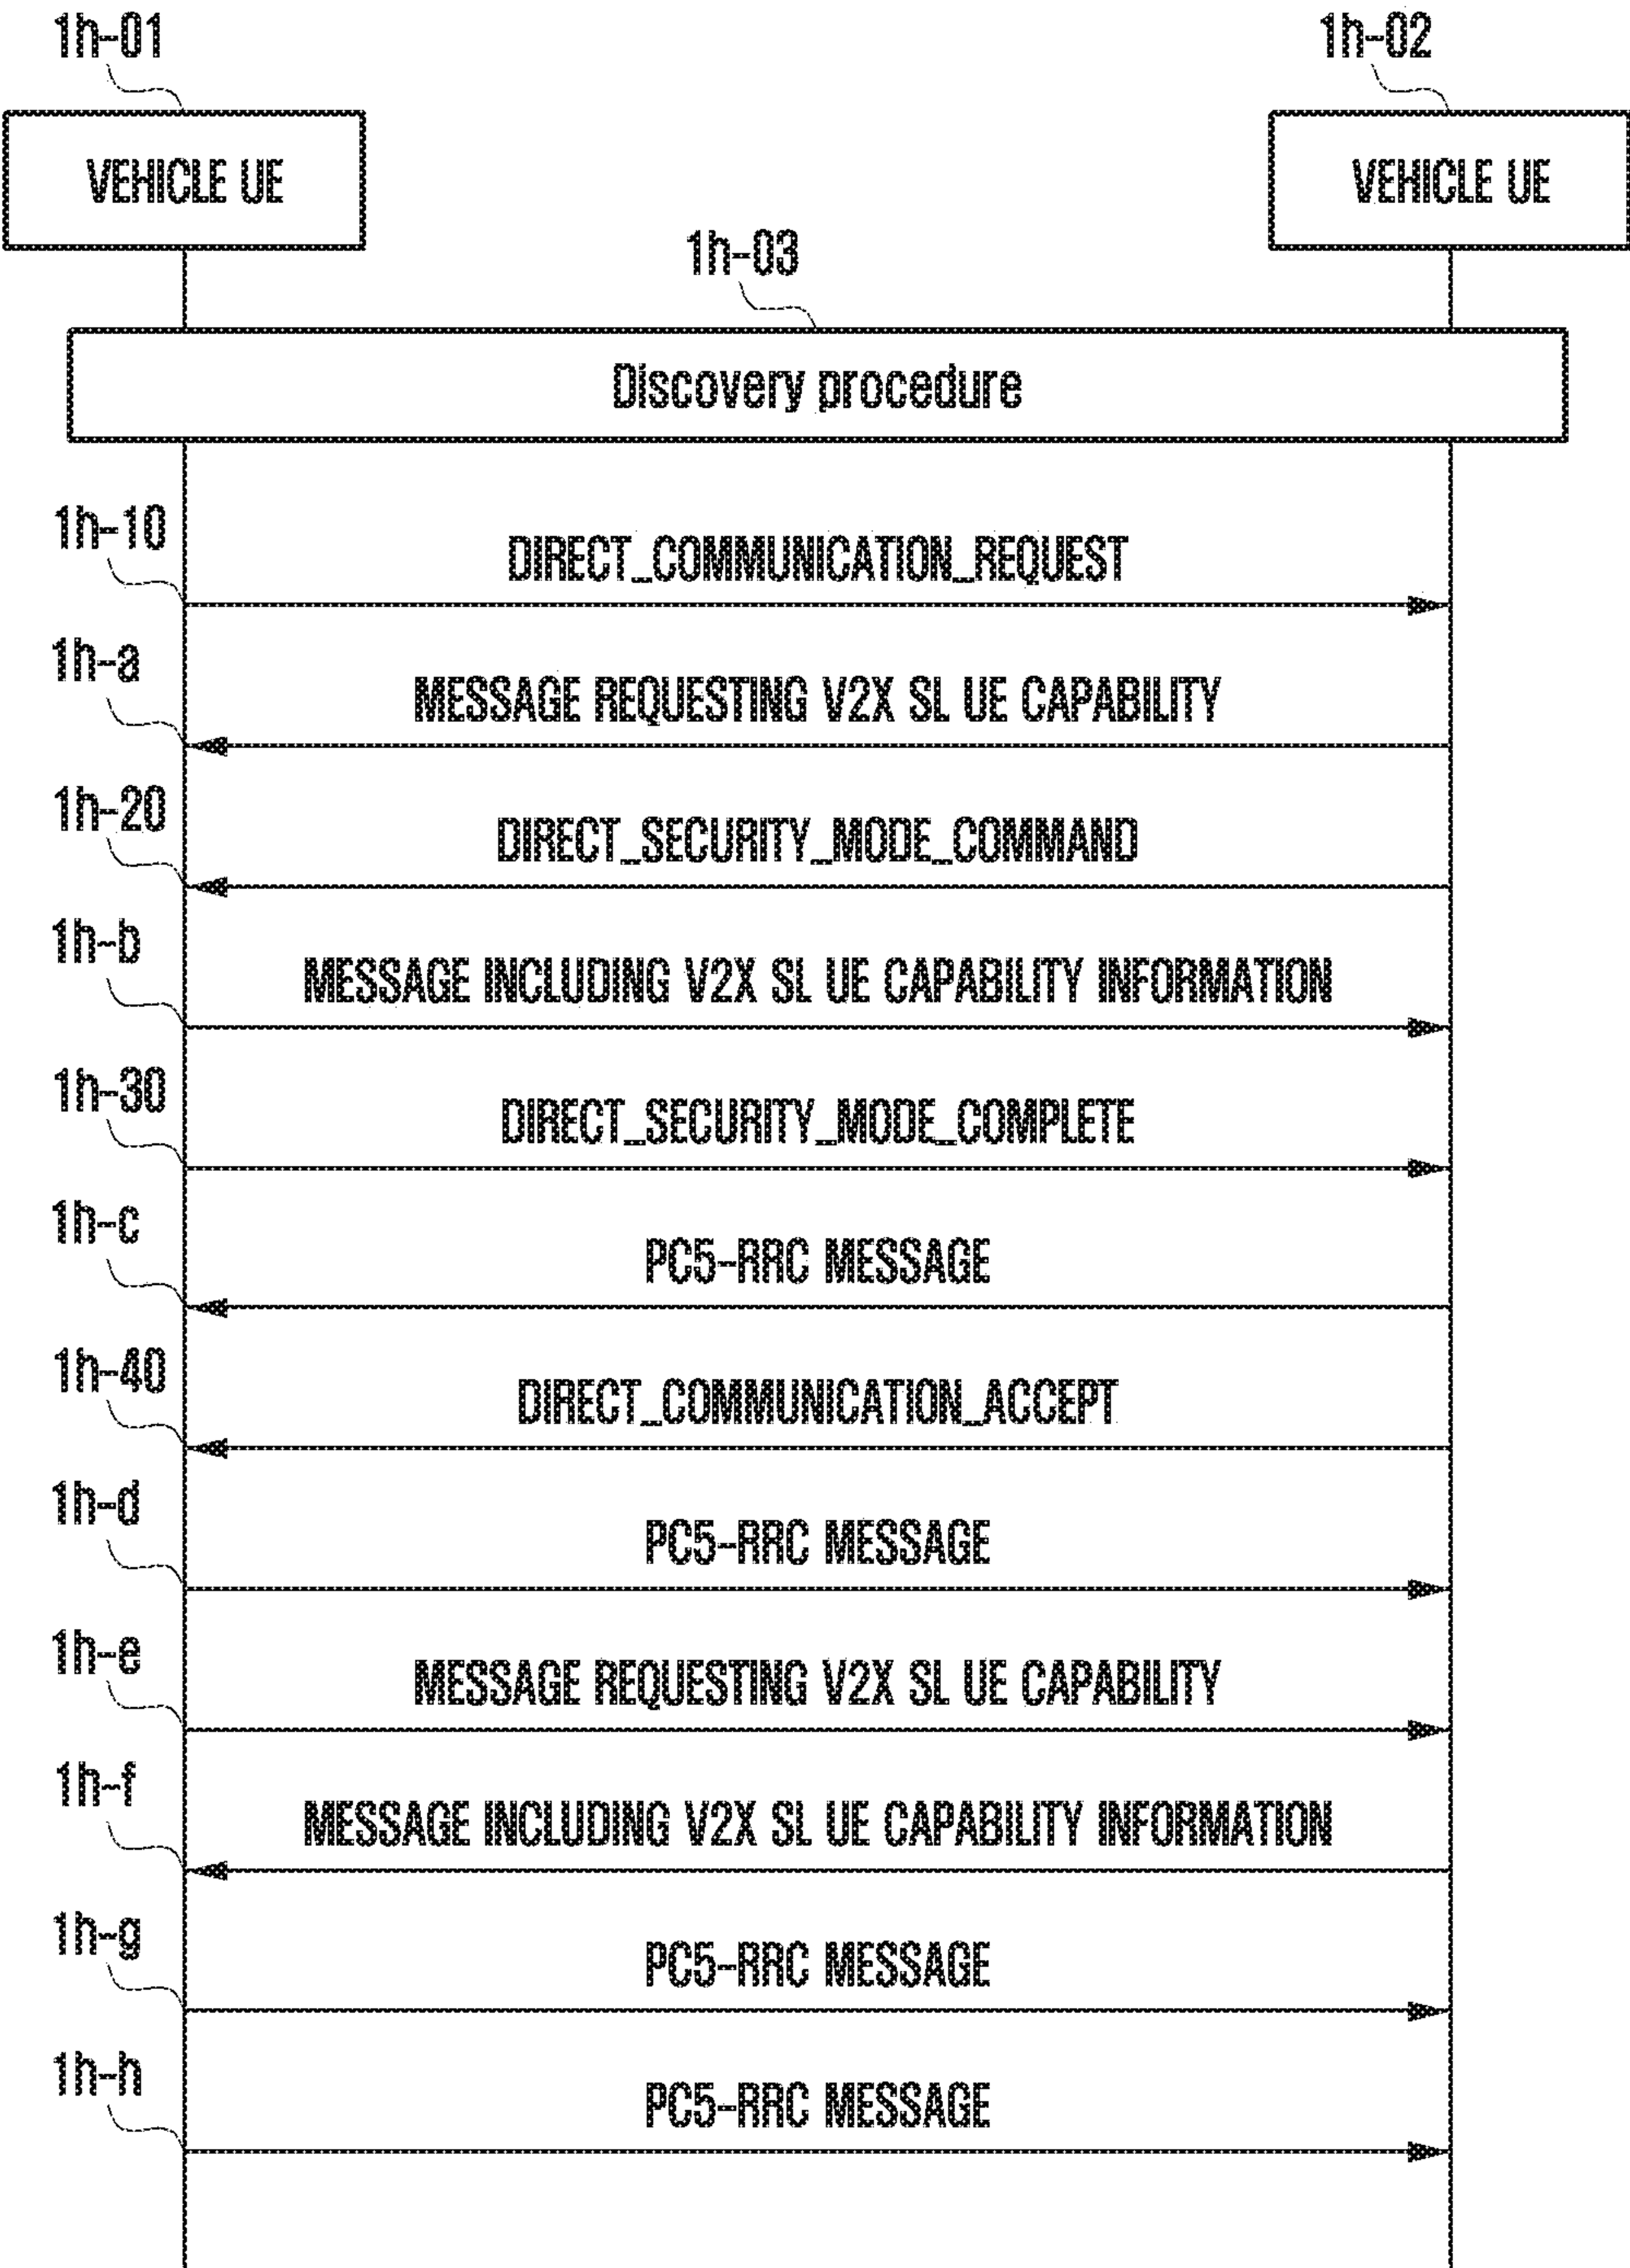 1h-01
1h-02
VEHICLE UE
VEHICLE UE
1h-03
Discovery procedure
1h-10
DIRECT_COMMUNICATION_REQUEST
1h-a
MESSAGE REQUESTING V2X SL UE CAPABILITY
1h-20
DIRECT_SECURITY_MODE_COMMAND
1h-b
MESSAGE INCLUDING V2X SL UE CAPABILITY INFORMATION
1h-30
DIRECT_SECURITY_MODE_COMPLETE
1h-c
PC5-RRC MESSAGE
1h-40
DIRECT_COMMUNICATION_ACCEPT
1h-d
PC5-RRC MESSAGE
1h-e
MESSAGE REQUESTING V2X SL UE CAPABILITY
1h-f
MESSAGE INCLUDING V2X SL UE CAPABILITY INFORMATION
1h-g
PC5-RRC MESSAGE
1h-h
PC5-RRC MESSAGE